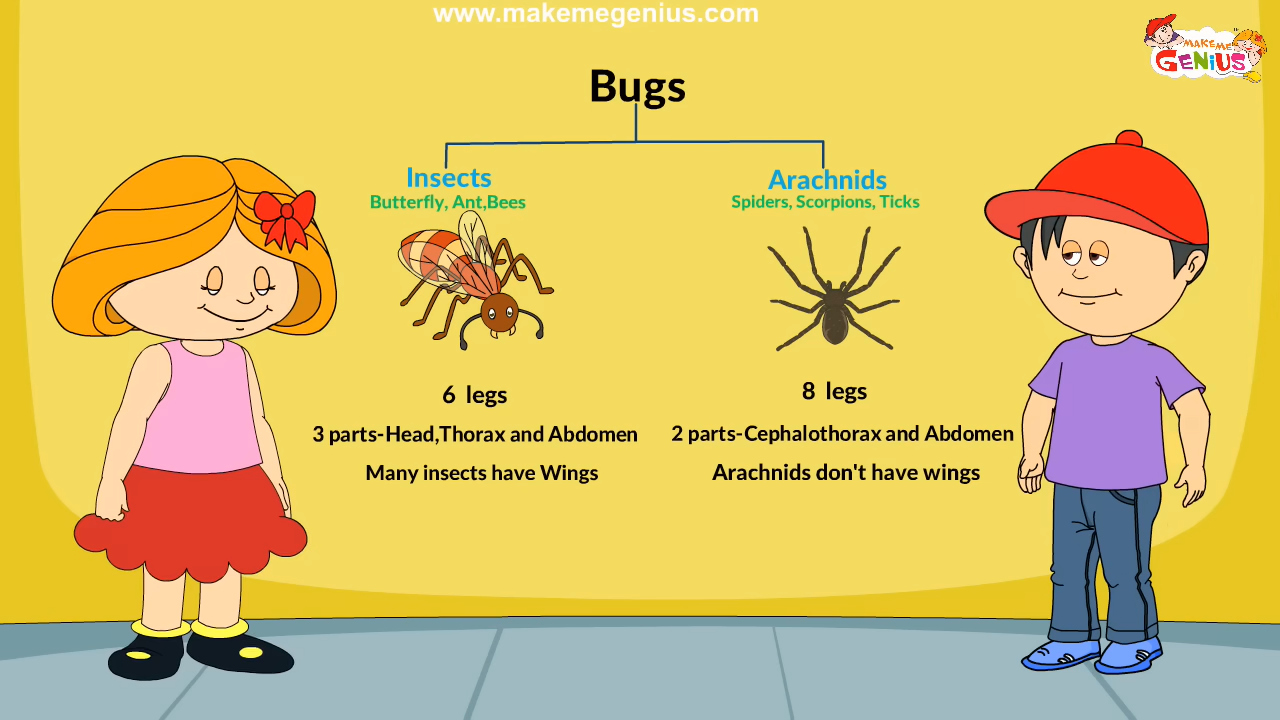 www.makemegenius.com
MAKE ME
GENIUS
Bugs
Insects
Butterfly, Ant,Bees
Arachnids
Spiders, Scorpions, Ticks
6 legs
3 parts-Head,Thorax and Abdomen
Many insects have Wings
8 legs
2 parts-Cephalothorax and Abdomen
Arachnids don't have wings